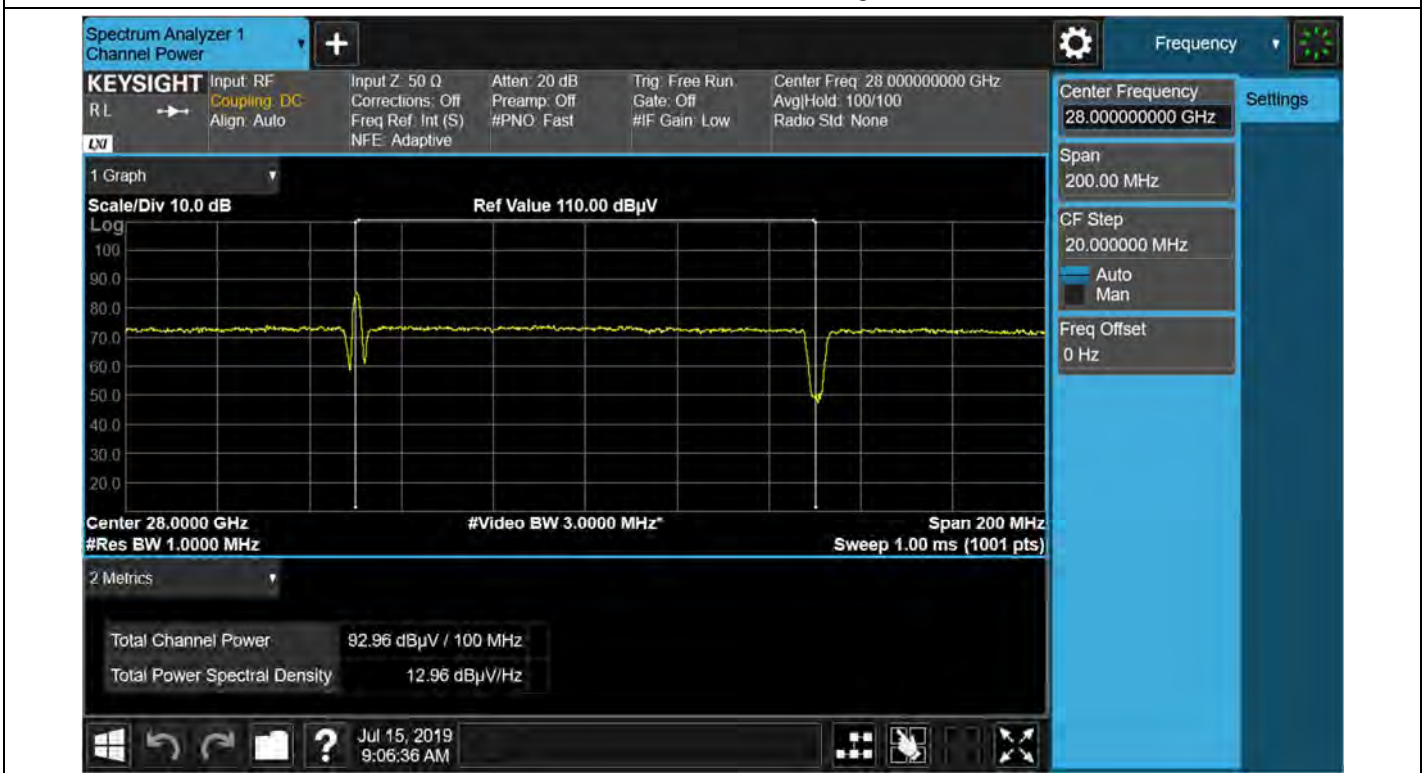 Spectrum Analyzer 1
Channel Power
Frequency
KEYSIGHT
RL
LXI
Input: RF
Coupling: DC
Align: Auto
Input Z: 50 Ω
Corrections: Off
Freq Ref: Int (S)
NFE: Adaptive
Atten: 20 dB
Preamp: Off
#PNO: Fast
Trig: Free Run
Gate: Off
#IF Gain: Low
Center Freq: 28.000000000 GHz
Avg|Hold: 100/100
Radio Std: None
Center Frequency
28.000000000 GHz
Settings
Span
200.00 MHz
CF Step
20.000000 MHz
Auto
Man
Freq Offset
0 Hz
1 Graph
Scale/Div 10.0 dB
Ref Value 110.00 dBµV
Log
100
90.0
80.0
70.0
60.0
50.0
40.0
30.0
20.0
Center 28.0000 GHz
#Video BW 3.0000 MHz*
Span 200 MHz
#Res BW 1.0000 MHz
Sweep 1.00 ms (1001 pts)
2 Metrics
Total Channel Power 92.96 dBµV / 100 MHz
Total Power Spectral Density 12.96 dBµV/Hz
?
Jul 15, 2019
9:06:36 AM